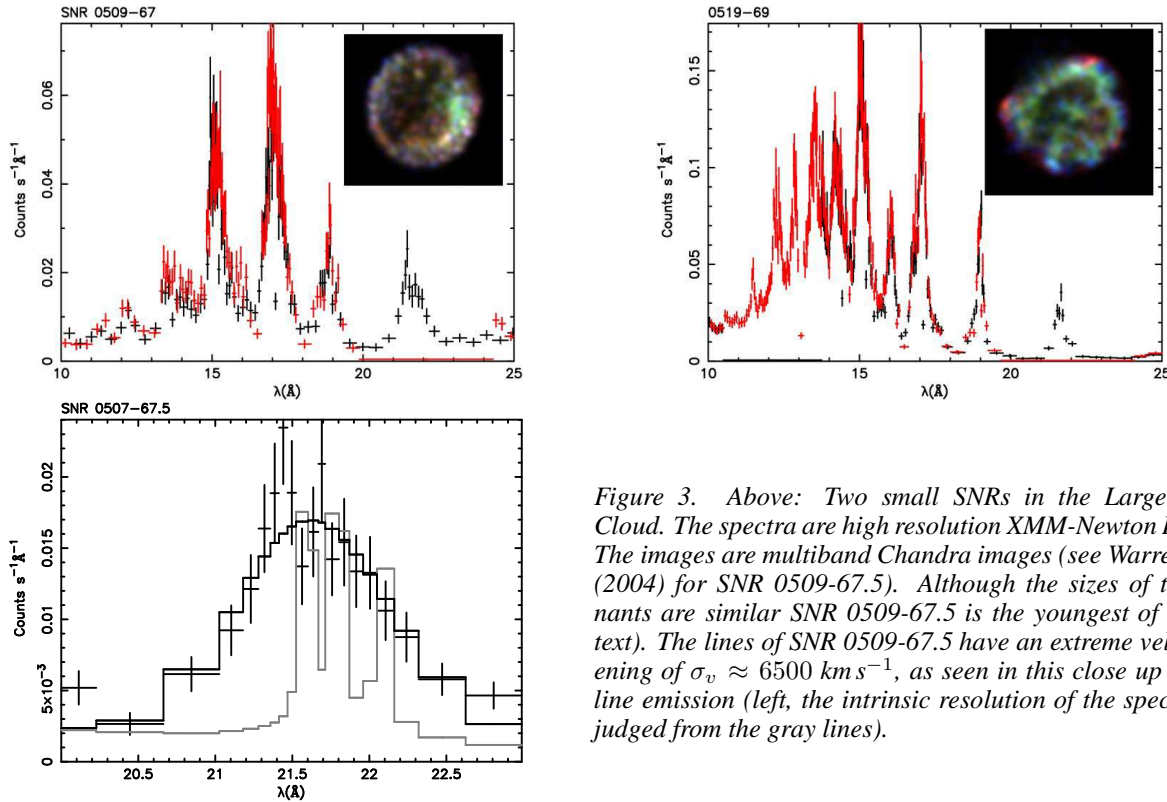 SNR 0509−67
Counts s⁻¹Å⁻¹
0.06
0.04
0.02
0
10 15 20 25
λ(Å)
0519−69
Counts s⁻¹Å⁻¹
0.15
0.1
0.05
0
10 15 20 25
λ(Å)
SNR 0507−67.5
Counts s⁻¹Å⁻¹
0.02
0.015
0.01
5×10⁻³
0
20.5 21 21.5 22 22.5
λ(Å)
Figure 3. Above: Two small SNRs in the Large
Cloud. The spectra are high resolution XMM-Newton
The images are multiband Chandra images (see Warre
(2004) for SNR 0509-67.5). Although the sizes of t
nants are similar SNR 0509-67.5 is the youngest of
text). The lines of SNR 0509-67.5 have an extreme vel
ening of σᵥ ≈ 6500 km s⁻¹, as seen in this close up
line emission (left, the intrinsic resolution of the spec
judged from the gray lines).